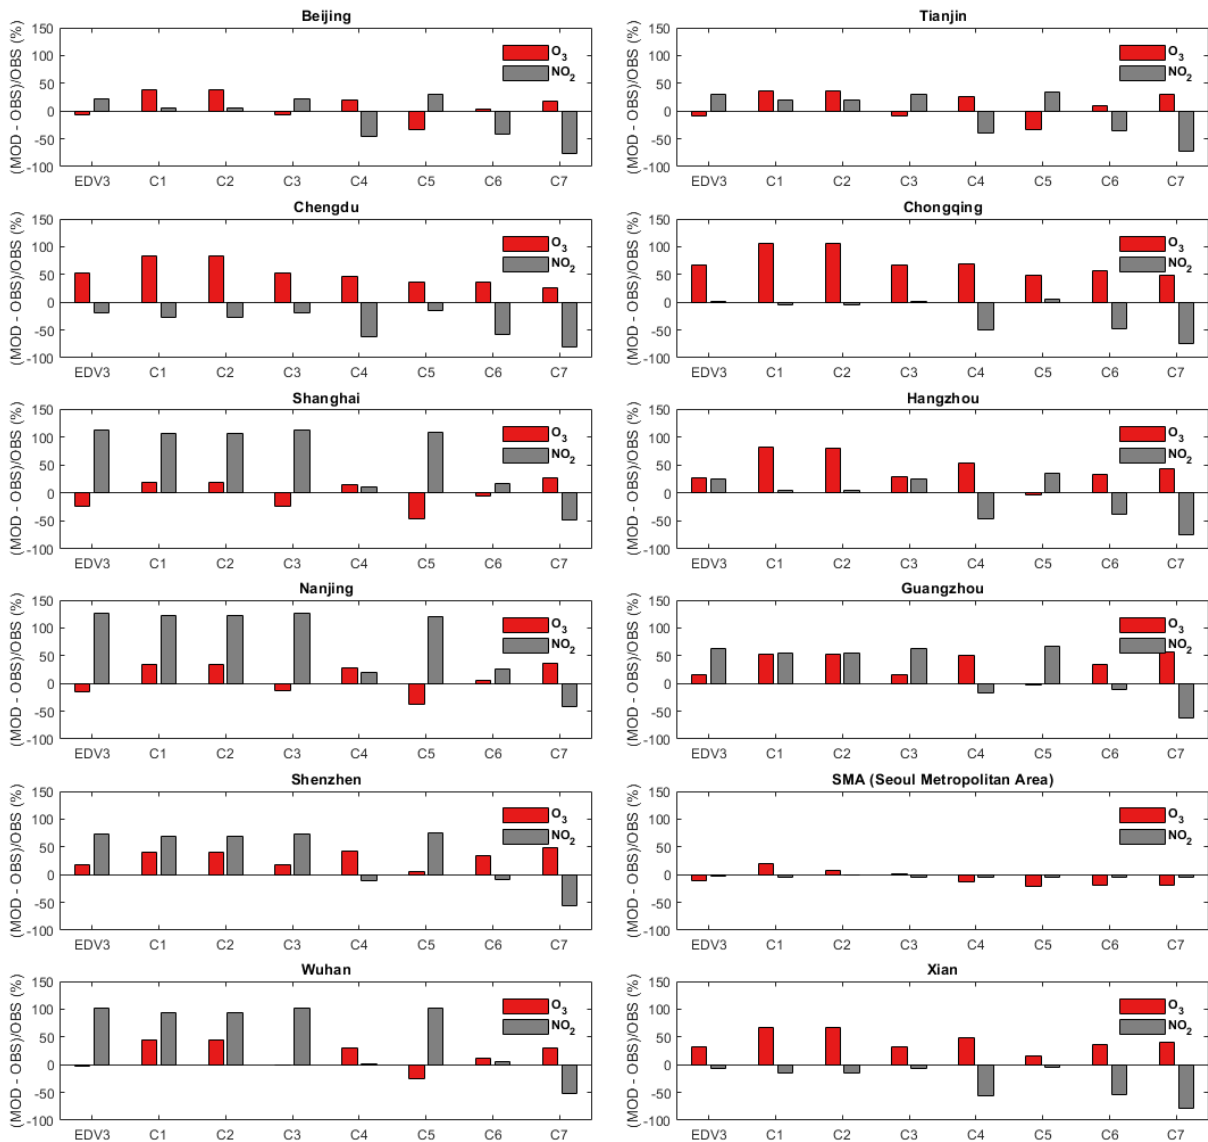 Beijing
(MOD - OBS)/OBS (%)
150
100
50
0
-50
-100
O3
NO2
EDV3 C1 C2 C3 C4 C5 C6 C7
Tianjin
(MOD - OBS)/OBS (%)
150
100
50
0
-50
-100
O3
NO2
EDV3 C1 C2 C3 C4 C5 C6 C7
Chengdu
(MOD - OBS)/OBS (%)
150
100
50
0
-50
-100
O3
NO2
EDV3 C1 C2 C3 C4 C5 C6 C7
Chongqing
(MOD - OBS)/OBS (%)
150
100
50
0
-50
-100
O3
NO2
EDV3 C1 C2 C3 C4 C5 C6 C7
Shanghai
(MOD - OBS)/OBS (%)
150
100
50
0
-50
-100
O3
NO2
EDV3 C1 C2 C3 C4 C5 C6 C7
Hangzhou
(MOD - OBS)/OBS (%)
150
100
50
0
-50
-100
O3
NO2
EDV3 C1 C2 C3 C4 C5 C6 C7
Nanjing
(MOD - OBS)/OBS (%)
150
100
50
0
-50
-100
O3
NO2
EDV3 C1 C2 C3 C4 C5 C6 C7
Guangzhou
(MOD - OBS)/OBS (%)
150
100
50
0
-50
-100
O3
NO2
EDV3 C1 C2 C3 C4 C5 C6 C7
Shenzhen
(MOD - OBS)/OBS (%)
150
100
50
0
-50
-100
O3
NO2
EDV3 C1 C2 C3 C4 C5 C6 C7
SMA (Seoul Metropolitan Area)
(MOD - OBS)/OBS (%)
150
100
50
0
-50
-100
O3
NO2
EDV3 C1 C2 C3 C4 C5 C6 C7
Wuhan
(MOD - OBS)/OBS (%)
150
100
50
0
-50
-100
O3
NO2
EDV3 C1 C2 C3 C4 C5 C6 C7
Xian
(MOD - OBS)/OBS (%)
150
100
50
0
-50
-100
O3
NO2
EDV3 C1 C2 C3 C4 C5 C6 C7